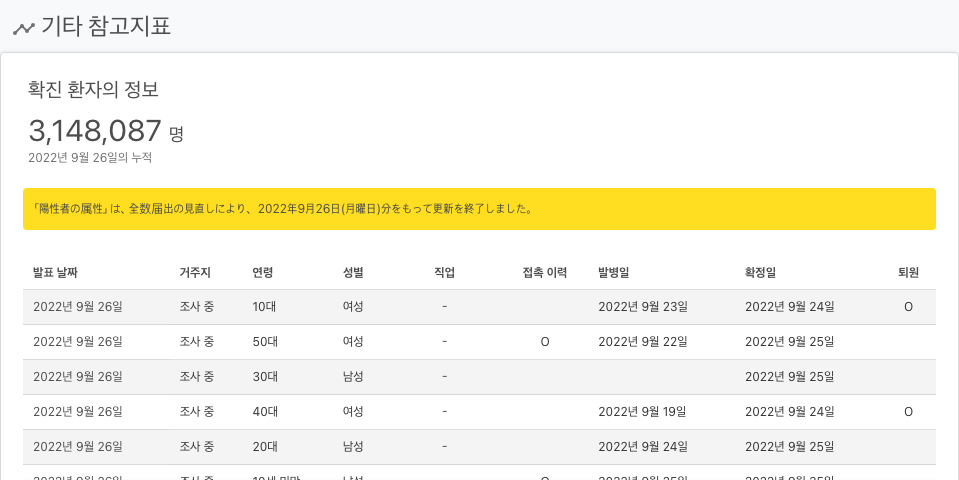 기타 참고지표
확진 환자의 정보
3,148,087 명
2022년 9월 26일의 누적
「陽性者の属性」は、全数届出の見直しにより、2022年9月26日(月曜日)分をもって更新を終了しました。
발표 날짜 거주지 연령 성별 직업 접촉 이력 발병일 확정일 퇴원
2022년 9월 26일 조사 중 10대 여성 - 2022년 9월 23일 2022년 9월 24일 O
2022년 9월 26일 조사 중 50대 여성 - O 2022년 9월 22일 2022년 9월 25일
2022년 9월 26일 조사 중 30대 남성 - 2022년 9월 25일
2022년 9월 26일 조사 중 40대 여성 - 2022년 9월 19일 2022년 9월 24일 O
2022년 9월 26일 조사 중 20대 남성 - 2022년 9월 24일 2022년 9월 25일